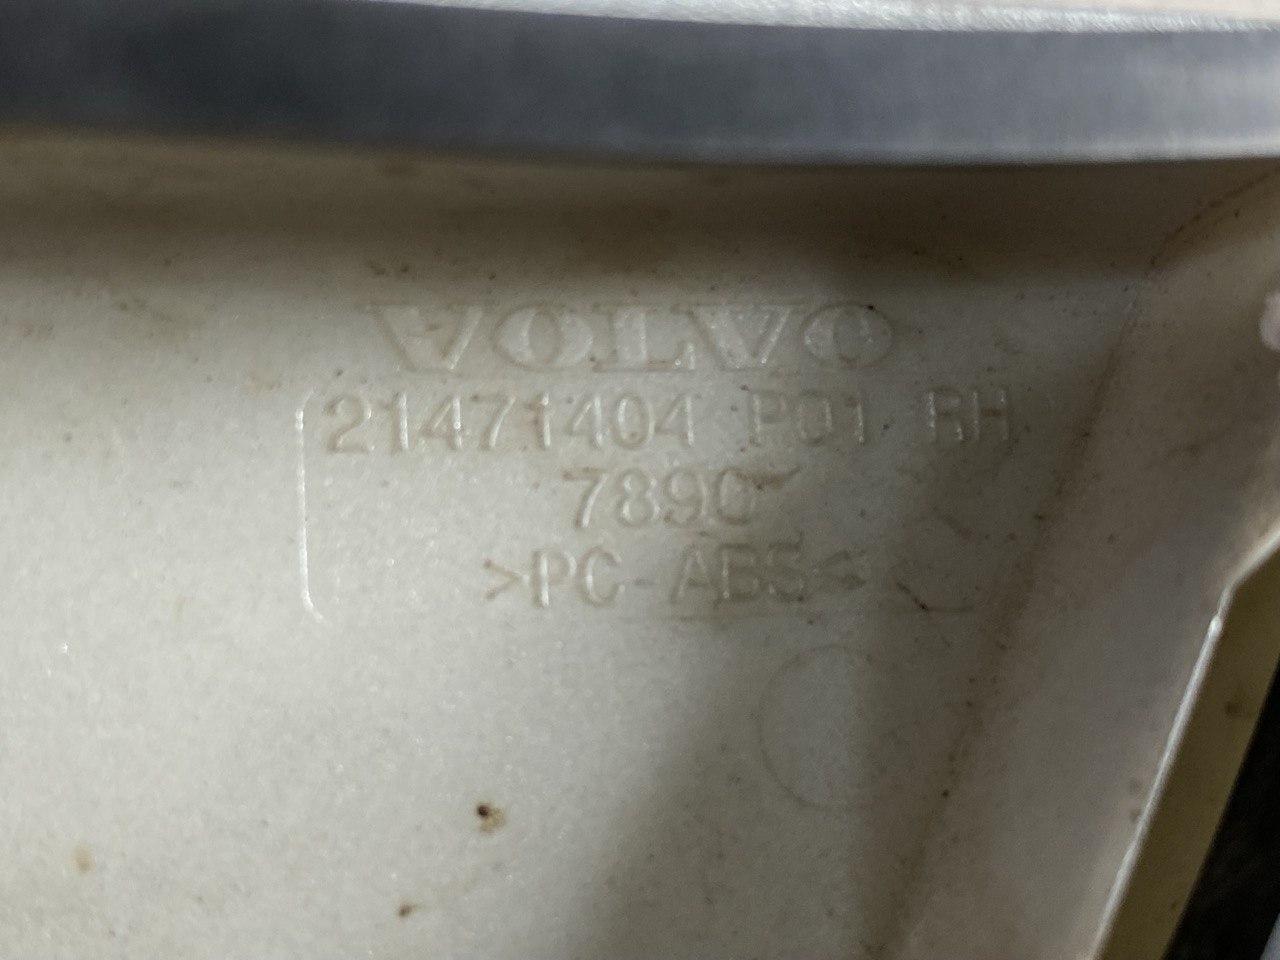 VOLVO
21471404 P01 RH
7890
>PC-ABS<